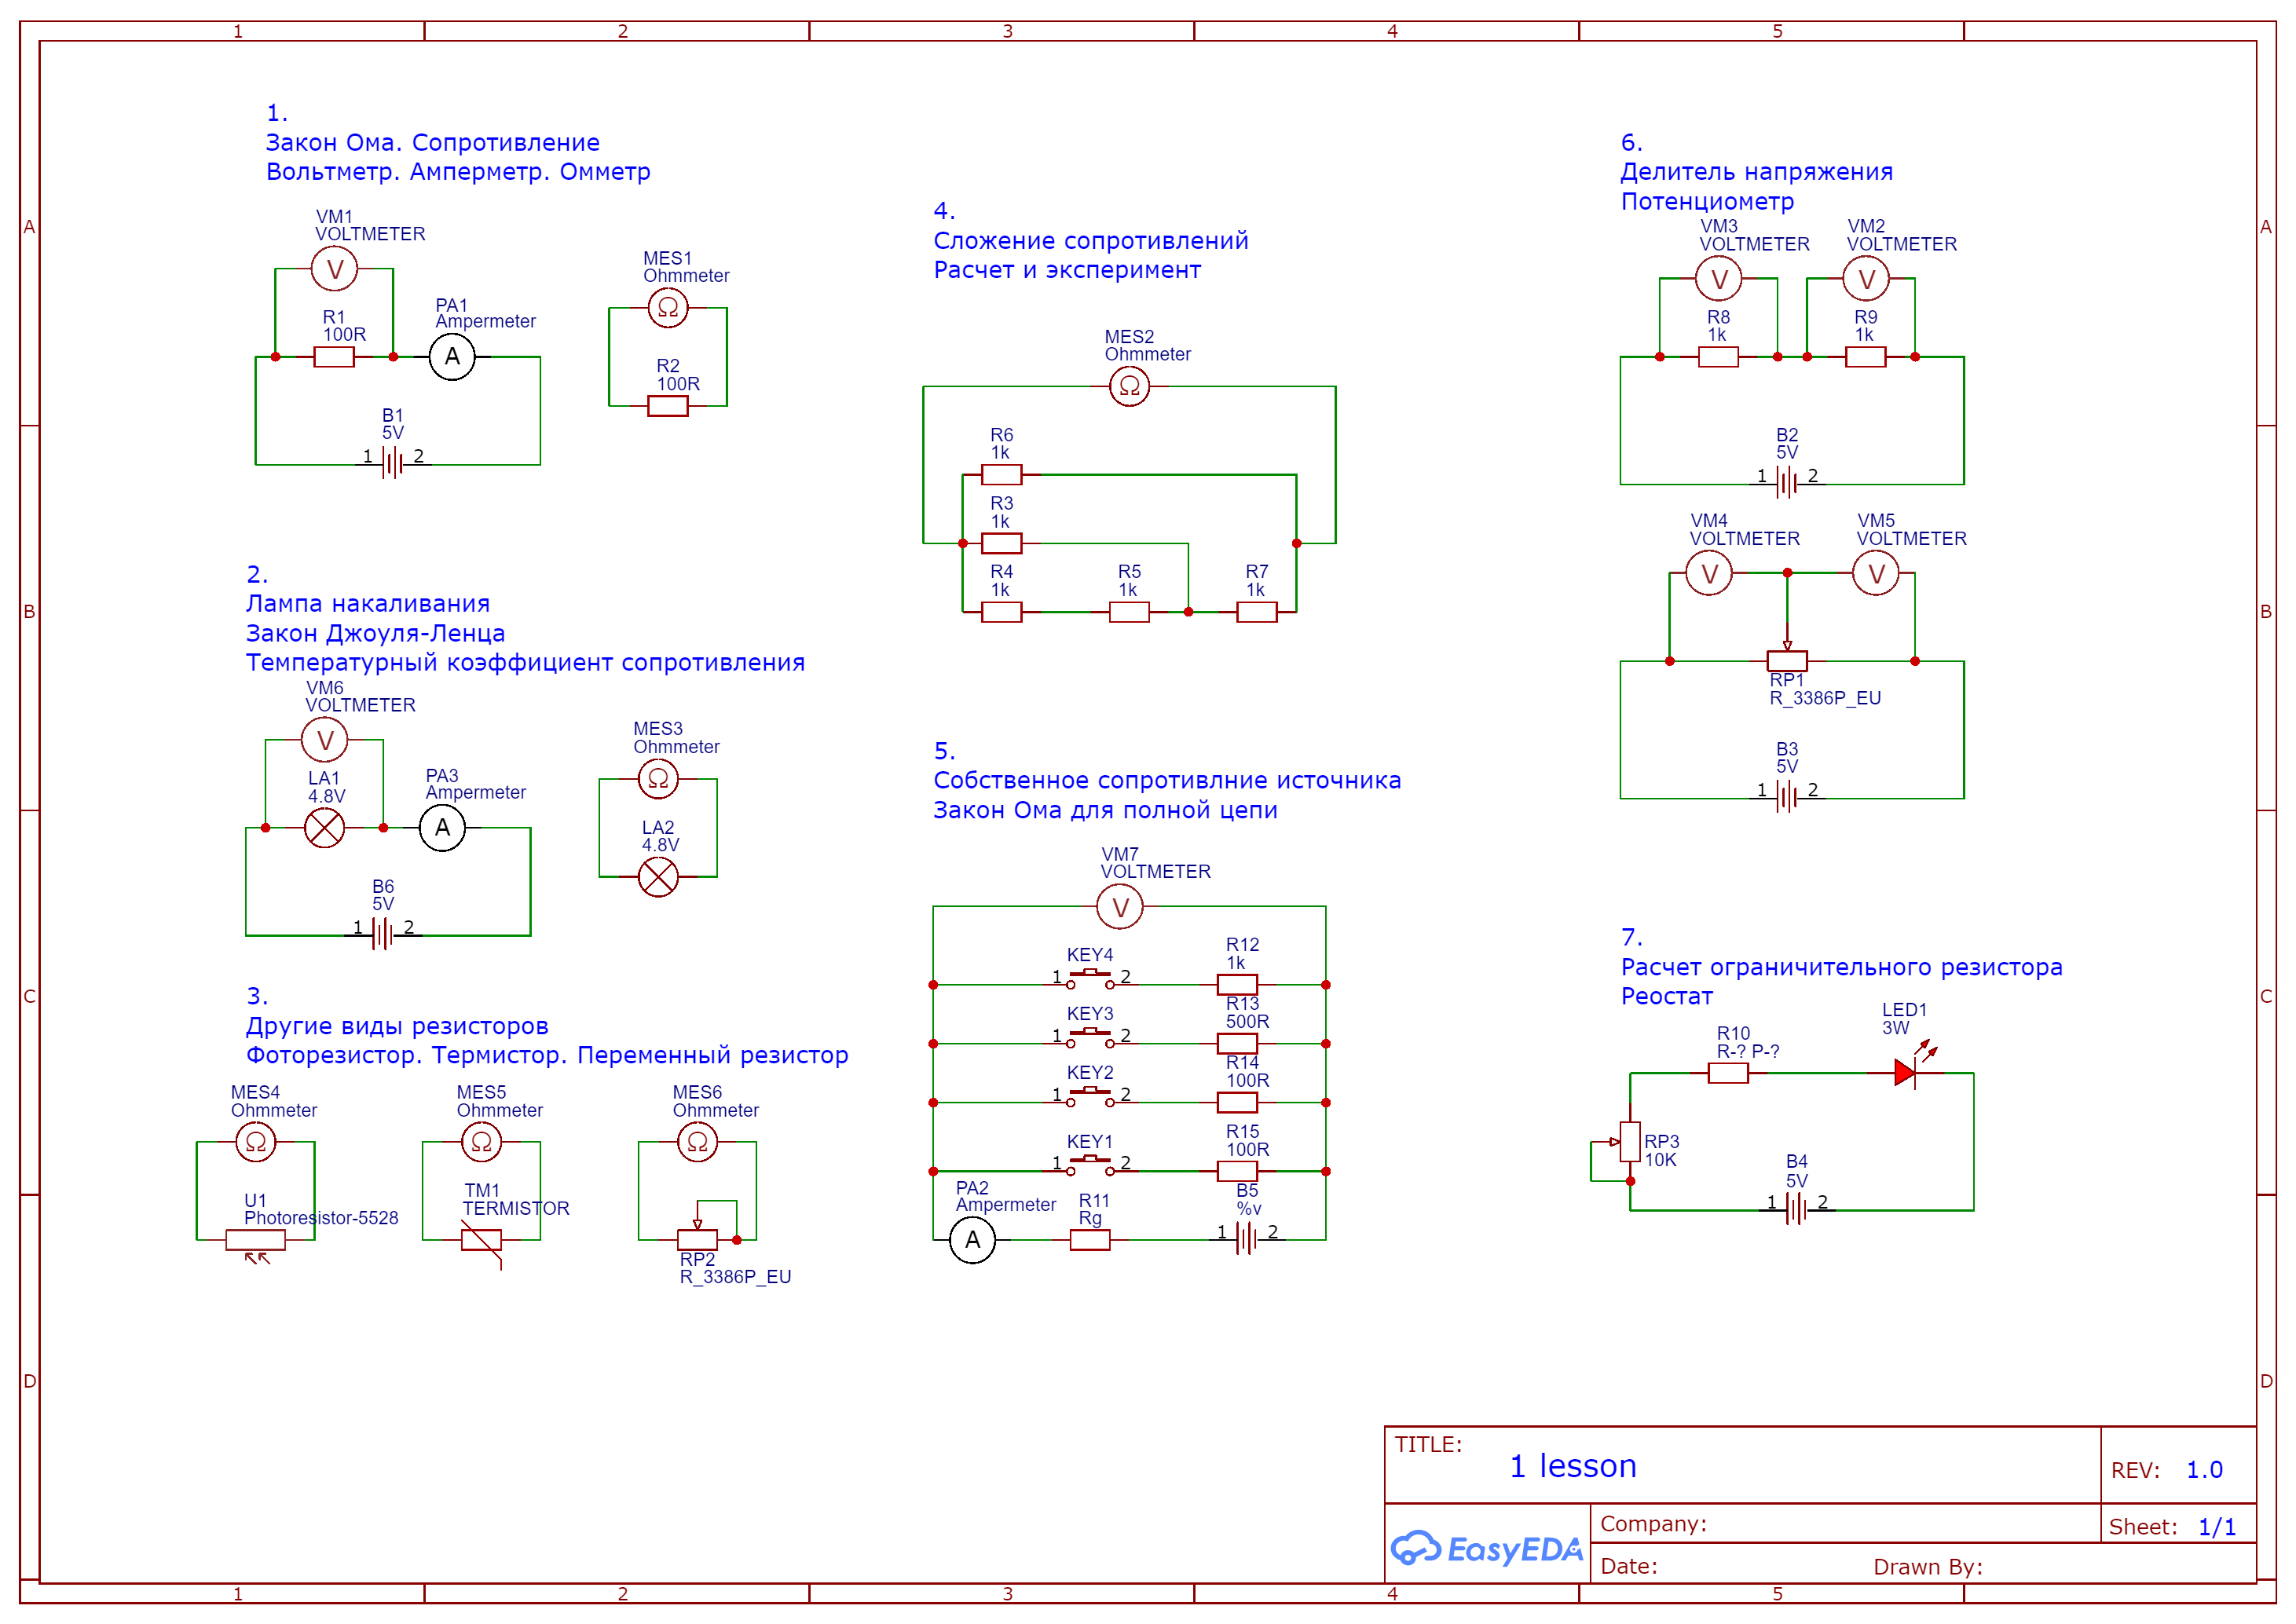 1
2
3
4
5
A
B
C
D
A
B
C
D
1.
Закон Ома. Сопротивление
Вольтметр. Амперметр. Омметр
VM1
VOLTMETER
V
R1
100R
PA1
Ampermeter
A
B1
5V
1 2
MES1
Ohmmeter
Ω
R2
100R
2.
Лампа накаливания
Закон Джоуля-Ленца
Температурный коэффициент сопротивления
VM6
VOLTMETER
V
LA1
4.8V
PA3
Ampermeter
A
B6
5V
1 2
MES3
Ohmmeter
Ω
LA2
4.8V
3.
Другие виды резисторов
Фоторезистор. Термистор. Переменный резистор
MES4
Ohmmeter
Ω
U1
Photoresistor-5528
MES5
Ohmmeter
Ω
TM1
TERMISTOR
MES6
Ohmmeter
Ω
RP2
R_3386P_EU
4.
Сложение сопротивлений
Расчет и эксперимент
MES2
Ohmmeter
Ω
R6
1k
R3
1k
R4
1k
R5
1k
R7
1k
5.
Собственное сопротивлние источника
Закон Ома для полной цепи
VM7
VOLTMETER
V
KEY4
1 2
R12
1k
KEY3
1 2
R13
500R
KEY2
1 2
R14
100R
KEY1
1 2
R15
100R
PA2
Ampermeter
A
R11
Rg
B5
%v
1 2
6.
Делитель напряжения
Потенциометр
VM3
VOLTMETER
V
VM2
VOLTMETER
V
R8
1k
R9
1k
B2
5V
1 2
VM4
VOLTMETER
V
VM5
VOLTMETER
V
RP1
R_3386P_EU
B3
5V
1 2
7.
Расчет ограничительного резистора
Реостат
LED1
3W
R10
R-? P-?
RP3
10K
B4
5V
1 2
TITLE:
1 lesson
REV: 1.0
EasyEDA
Company:
Sheet: 1/1
Date:
Drawn By:
1
2
3
4
5